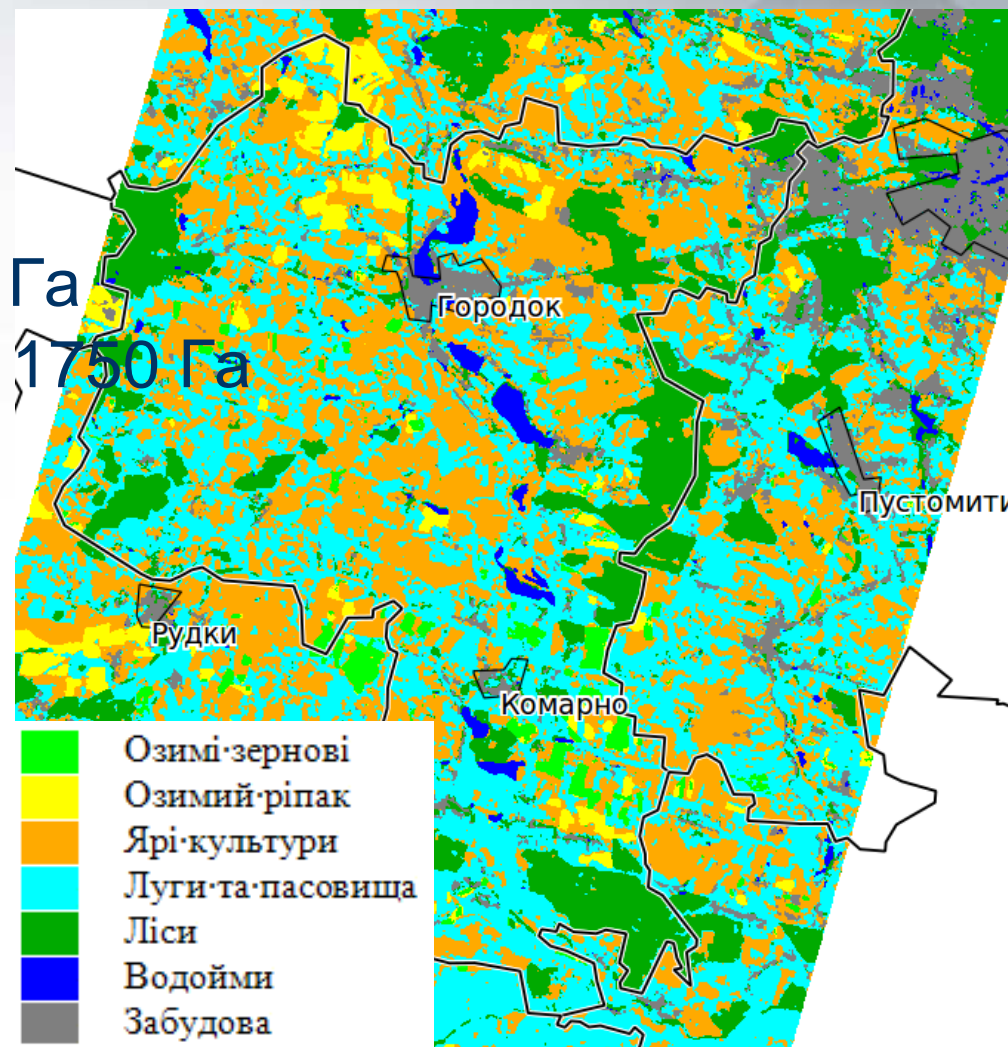 Га
1750 Га
Городок
Пустомити
Рудки
Комарно
Озимі·зернові
Озимий·ріпак
Ярі·культури
Луги·та·пасовища
Ліси
Водойми
Забудова